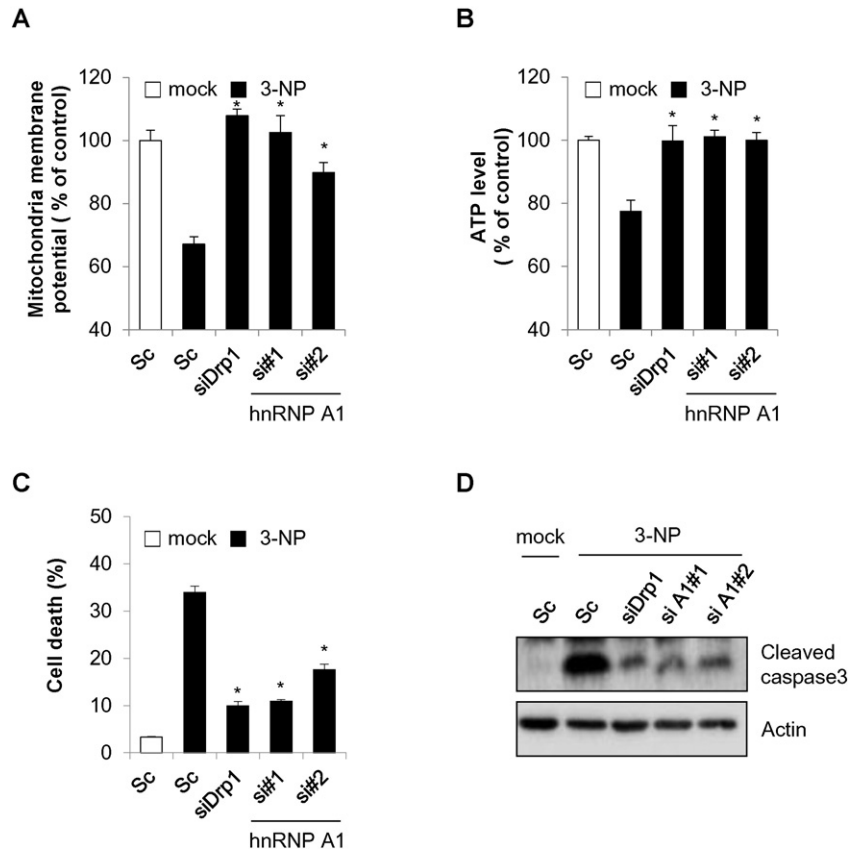 A
Mitochondria membrane
potential ( % of control)
120
100
80
60
40
mock 3-NP
* * *
Sc Sc siDrp1 si#1 si#2
hnRNP A1
B
ATP level
( % of control)
120
100
80
60
40
mock 3-NP
* * *
Sc Sc siDrp1 si#1 si#2
hnRNP A1
C
Cell death (%)
50
40
30
20
10
0
mock 3-NP
* * *
Sc Sc siDrp1 si#1 si#2
hnRNP A1
D
mock 3-NP
Sc Sc siDrp1 si A1#1 si A1#2
Cleaved
caspase3
Actin